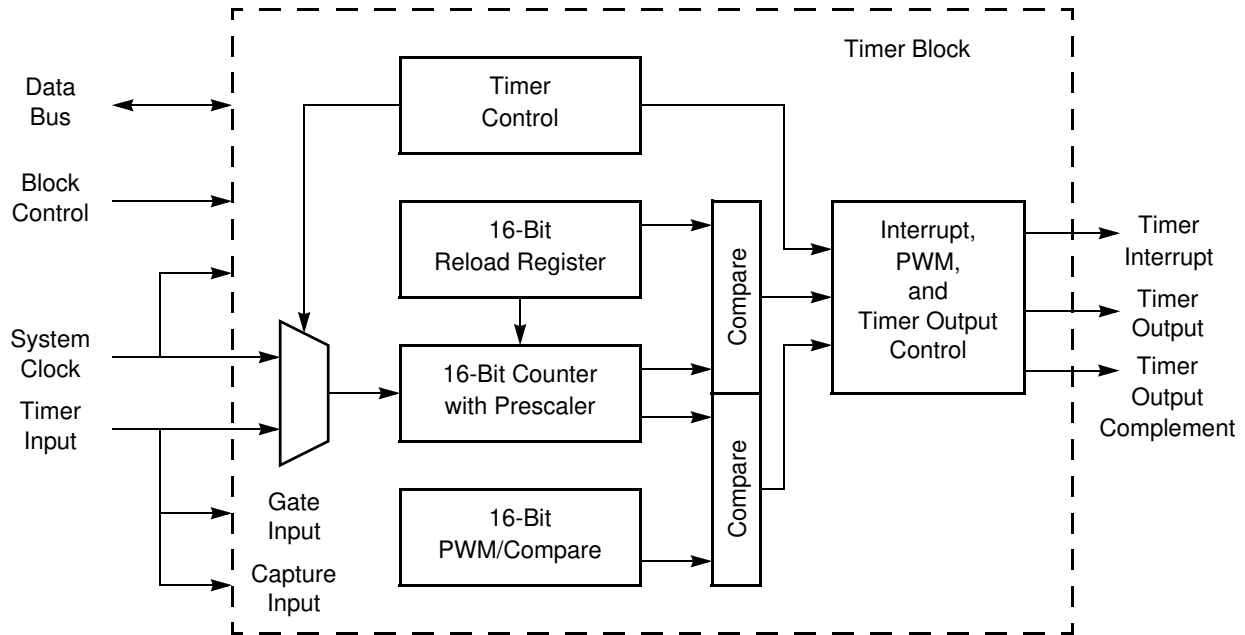 Timer Block
Data
Bus
Block
Control
System
Clock
Timer
Input
Gate
Input
Capture
Input
Timer
Control
16-Bit
Reload Register
16-Bit Counter
with Prescaler
16-Bit
PWM/Compare
Compare
Compare
Interrupt,
PWM,
and
Timer Output
Control
Timer
Interrupt
Timer
Output
Timer
Output
Complement